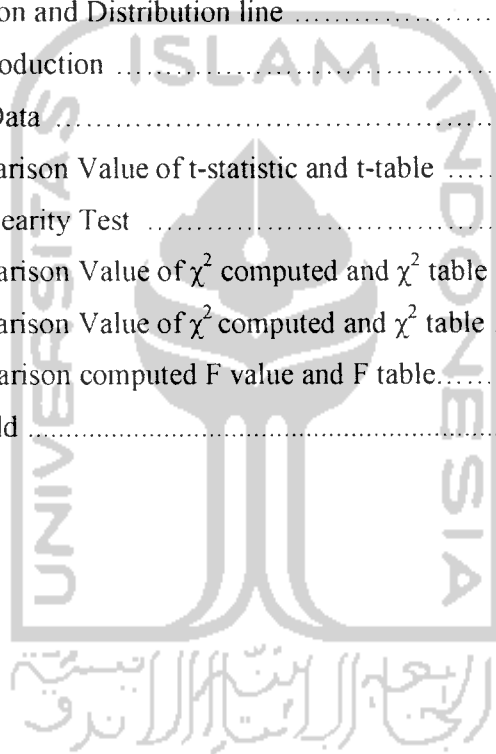 on and Distribution line ..........................
oduction ..........................................
Data ..............................................
arison Value of t-statistic and t-table .....
earity Test .......................................
arison Value of χ² computed and χ² table
arison Value of χ² computed and χ² table .
arison computed F value and F table......
ld ................................................
ISLAM
UNIVERSITAS
INDONESIA